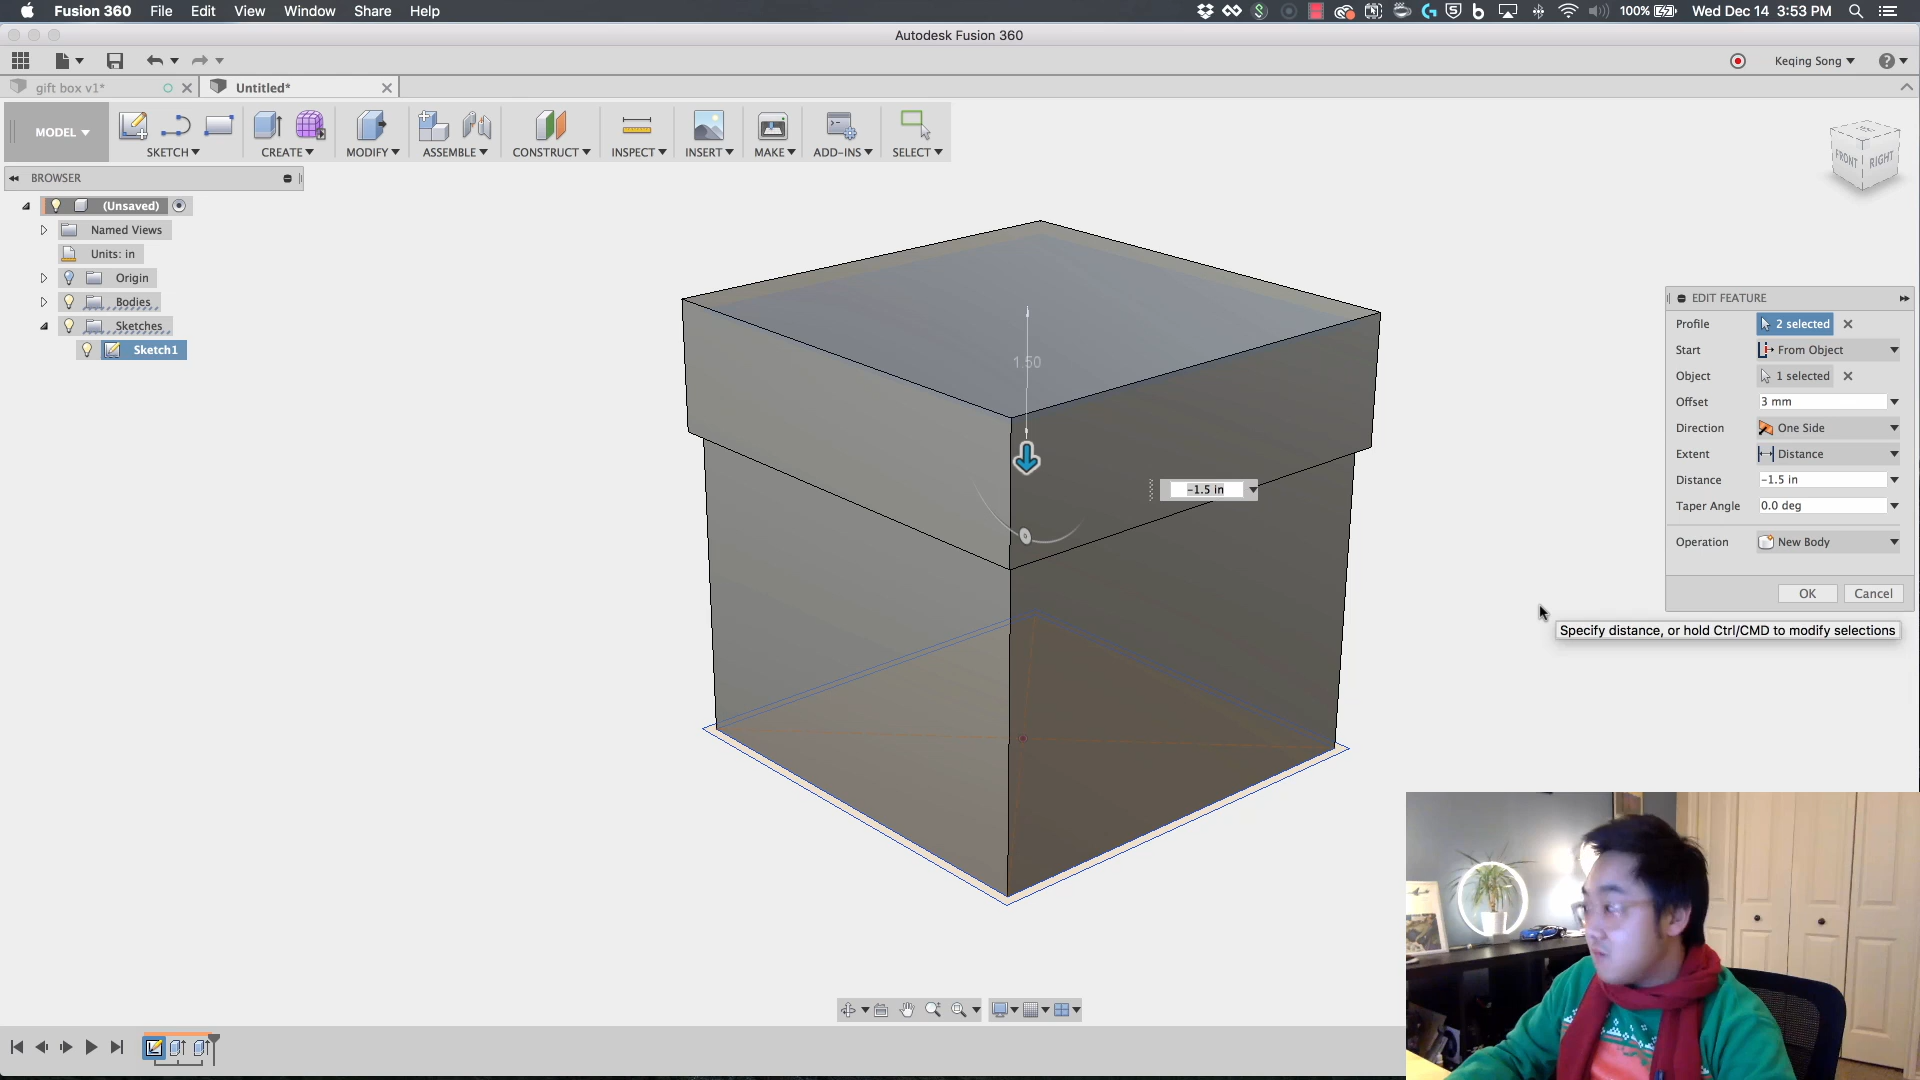 Fusion 360 File Edit View Window Share Help
100% Wed Dec 14 3:53 PM
Autodesk Fusion 360
Keqing Song
gift box v1*
Untitled*
MODEL
SKETCH
CREATE
MODIFY
ASSEMBLE
CONSTRUCT
INSPECT
INSERT
MAKE
ADD-INS
SELECT
FRONT
RIGHT
BROWSER
(Unsaved)
Named Views
Units: in
Origin
Bodies
Sketches
Sketch1
1.50
-1.5 in
EDIT FEATURE
Profile 2 selected
Start From Object
Object 1 selected
Offset 3 mm
Direction One Side
Extent Distance
Distance -1.5 in
Taper Angle 0.0 deg
Operation New Body
OK Cancel
Specify distance, or hold Ctrl/CMD to modify selections